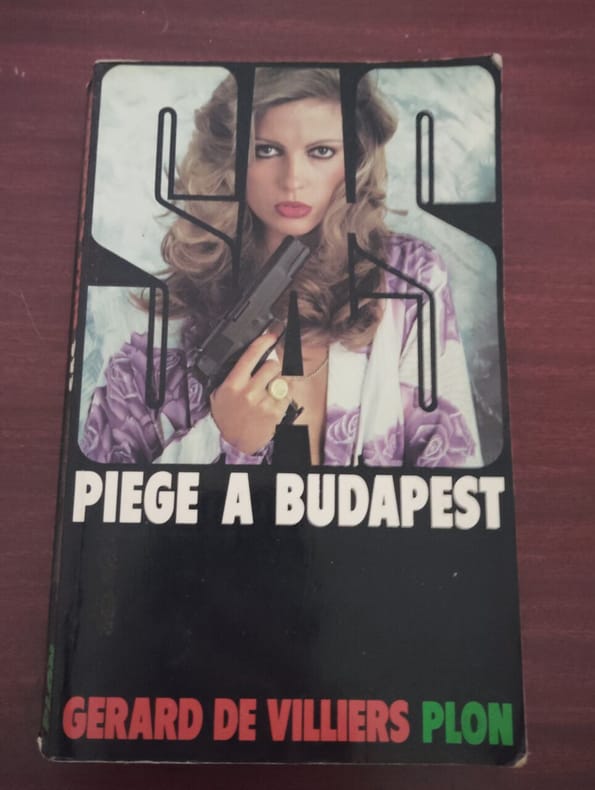 SAS
PIEGE A BUDAPEST
GERARD DE VILLIERS PLON